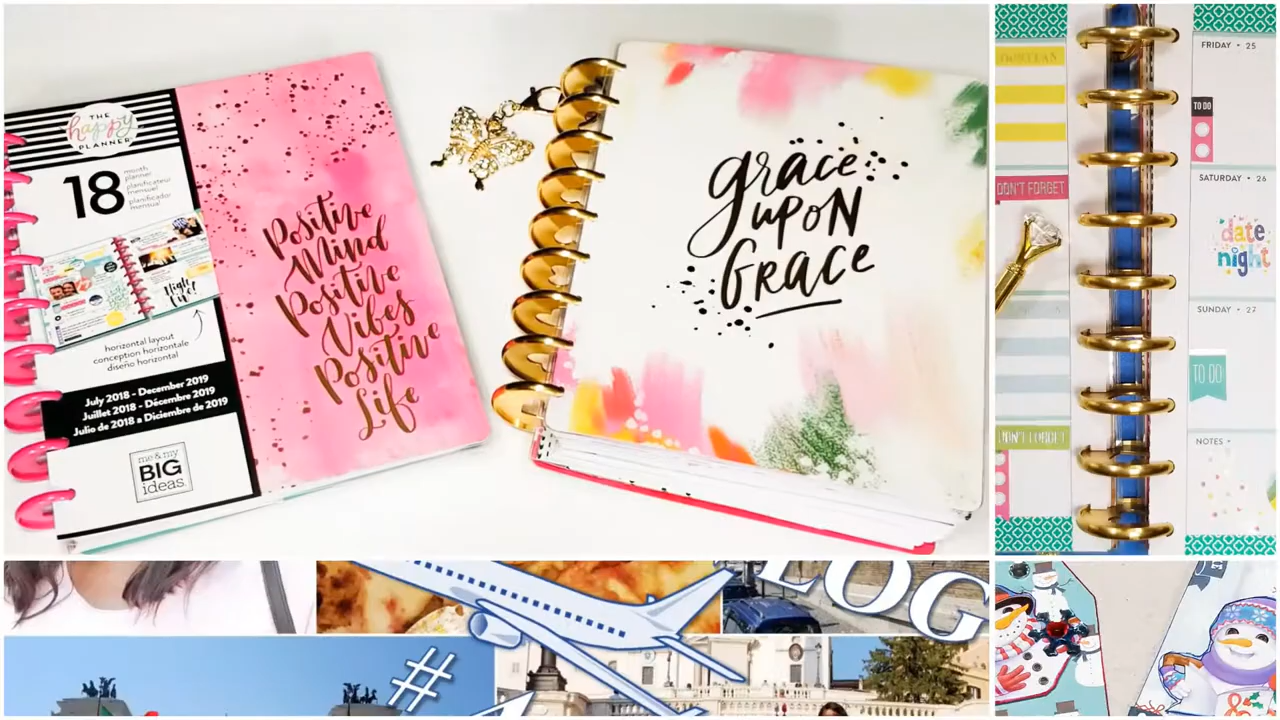 THE
happy
PLANNER
18
month
planner
planificateur
mensuel
planificador
mensual
High
Five!
horizontal layout
conception horizontale
diseño horizontal
July 2018 - December 2019
Juillet 2018 - Décembre 2019
Julio de 2018 a Diciembre de 2019
me & my
BIG
ideas
Positive
Mind
Positive
Vibes
Positive
Life
grace
upon
Grace
DON'T FORGET
DON'T FORGET
FRIDAY • 25
TO DO
SATURDAY • 26
date
night
SUNDAY • 27
TO DO
NOTES •
LOG
#